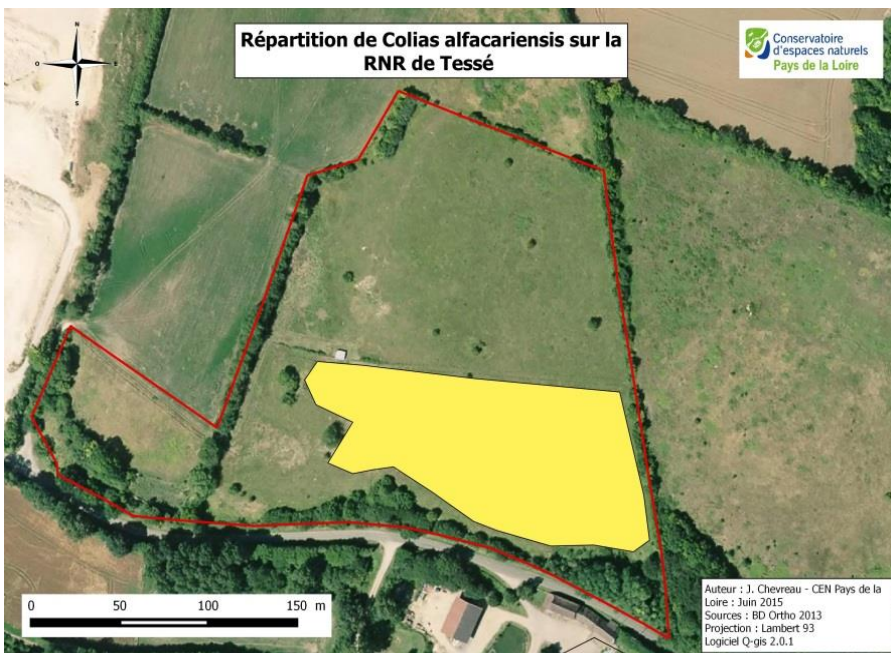 Répartition de Colias alfacariensis sur la
RNR de Tessé
Conservatoire
d'espaces naturels
Pays de la Loire
N
O
E
S
0 50 100 150 m
Auteur : J. Chevreau - CEN Pays de la
Loire : Juin 2015
Sources : BD Ortho 2013
Projection : Lambert 93
Logiciel Q-gis 2.0.1